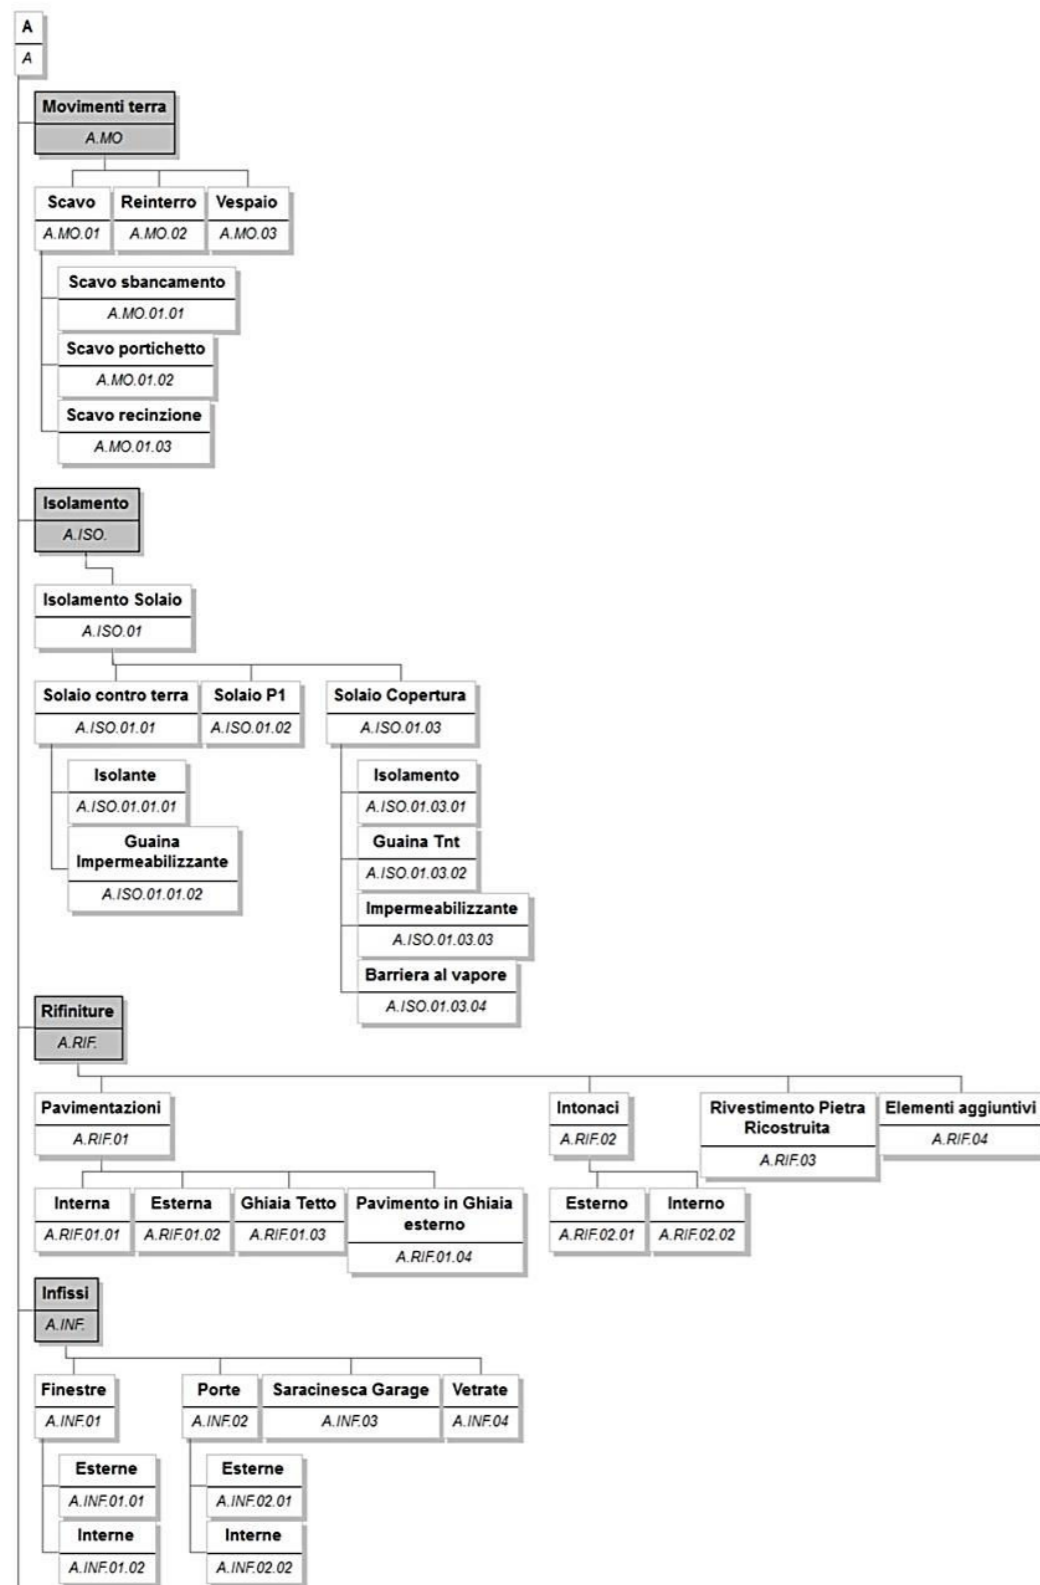 A
A
Movimenti terra
A.MO
Scavo
A.MO.01
Reinterro
A.MO.02
Vespaio
A.MO.03
Scavo sbancamento
A.MO.01.01
Scavo portichetto
A.MO.01.02
Scavo recinzione
A.MO.01.03
Isolamento
A.ISO.
Isolamento Solaio
A.ISO.01
Solaio contro terra
A.ISO.01.01
Solaio P1
A.ISO.01.02
Solaio Copertura
A.ISO.01.03
Isolante
A.ISO.01.01.01
Guaina
Impermeabilizzante
A.ISO.01.01.02
Isolamento
A.ISO.01.03.01
Guaina Tnt
A.ISO.01.03.02
Impermeabilizzante
A.ISO.01.03.03
Barriera al vapore
A.ISO.01.03.04
Rifiniture
A.RIF.
Pavimentazioni
A.RIF.01
Intonaci
A.RIF.02
Rivestimento Pietra
Ricostruita
A.RIF.03
Elementi aggiuntivi
A.RIF.04
Interna
A.RIF.01.01
Esterna
A.RIF.01.02
Ghiaia Tetto
A.RIF.01.03
Pavimento in Ghiaia
esterno
A.RIF.01.04
Esterno
A.RIF.02.01
Interno
A.RIF.02.02
Infissi
A.INF.
Finestre
A.INF.01
Porte
A.INF.02
Saracinesca Garage
A.INF.03
Vetrate
A.INF.04
Esterne
A.INF.01.01
Interne
A.INF.01.02
Esterne
A.INF.02.01
Interne
A.INF.02.02